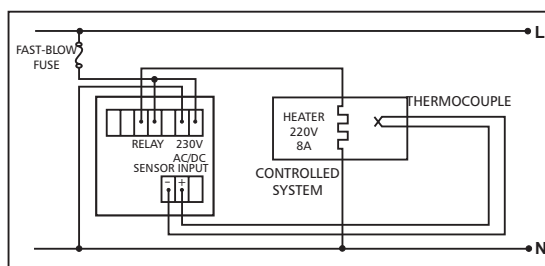 L
FAST-BLOW
FUSE
THERMOCOUPLE
HEATER
220V
8A
RELAY 230V
AC/DC
SENSOR INPUT
CONTROLLED
SYSTEM
- +
N